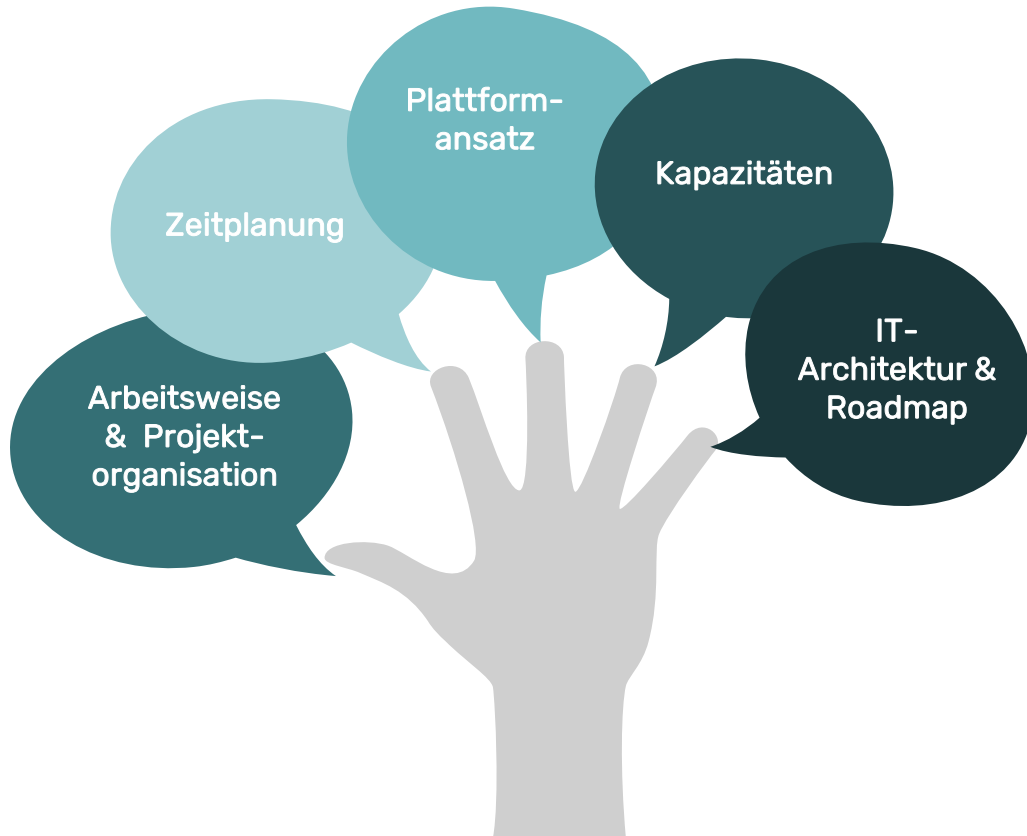 Plattform-
ansatz
Kapazitäten
Zeitplanung
IT-
Architektur &
Roadmap
Arbeitsweise
& Projekt-
organisation